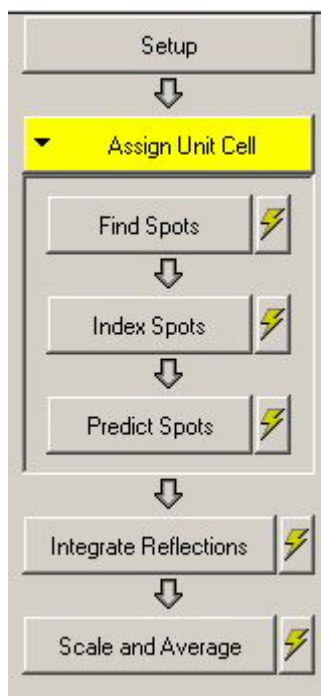 Setup
Assign Unit Cell
Find Spots
Index Spots
Predict Spots
Integrate Reflections
Scale and Average